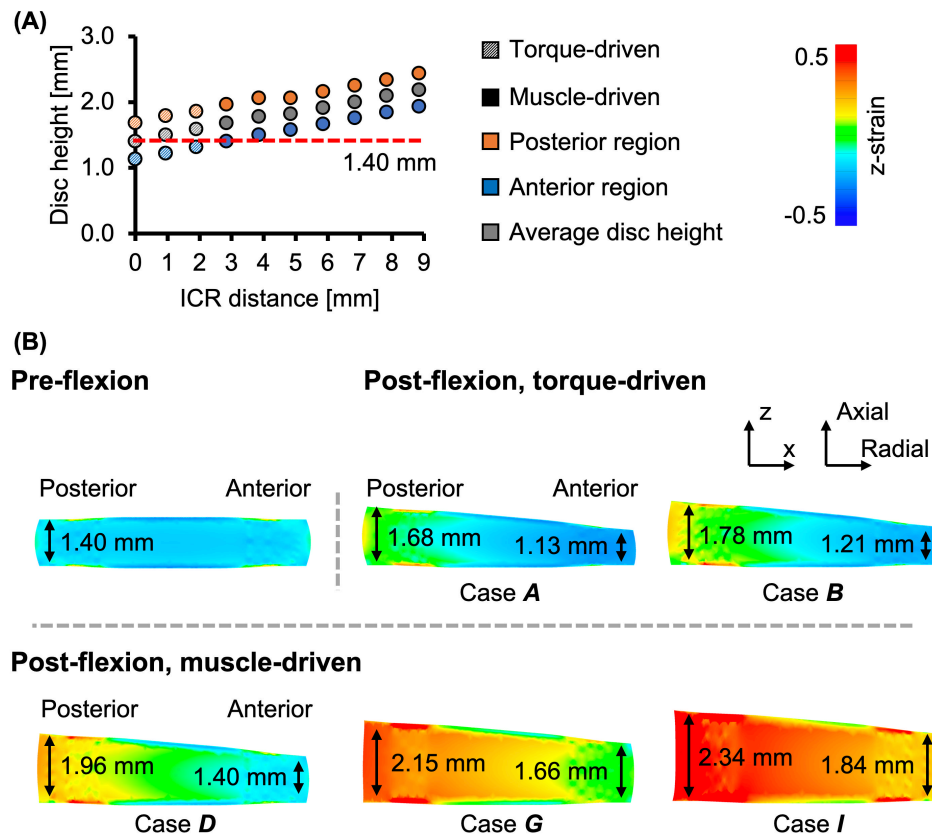 (A)
3.0
2.0
1.0
0.0
Disc height [mm]
0 1 2 3 4 5 6 7 8 9
ICR distance [mm]
1.40 mm
Torque-driven
Muscle-driven
Posterior region
Anterior region
Average disc height
0.5
-0.5
z-strain
(B)
Pre-flexion
Post-flexion, torque-driven
z
x
Axial
Radial
Posterior Anterior
1.40 mm
Posterior Anterior
1.68 mm 1.13 mm
Case A
1.78 mm 1.21 mm
Case B
Post-flexion, muscle-driven
Posterior Anterior
1.96 mm 1.40 mm
Case D
2.15 mm 1.66 mm
Case G
2.34 mm 1.84 mm
Case I